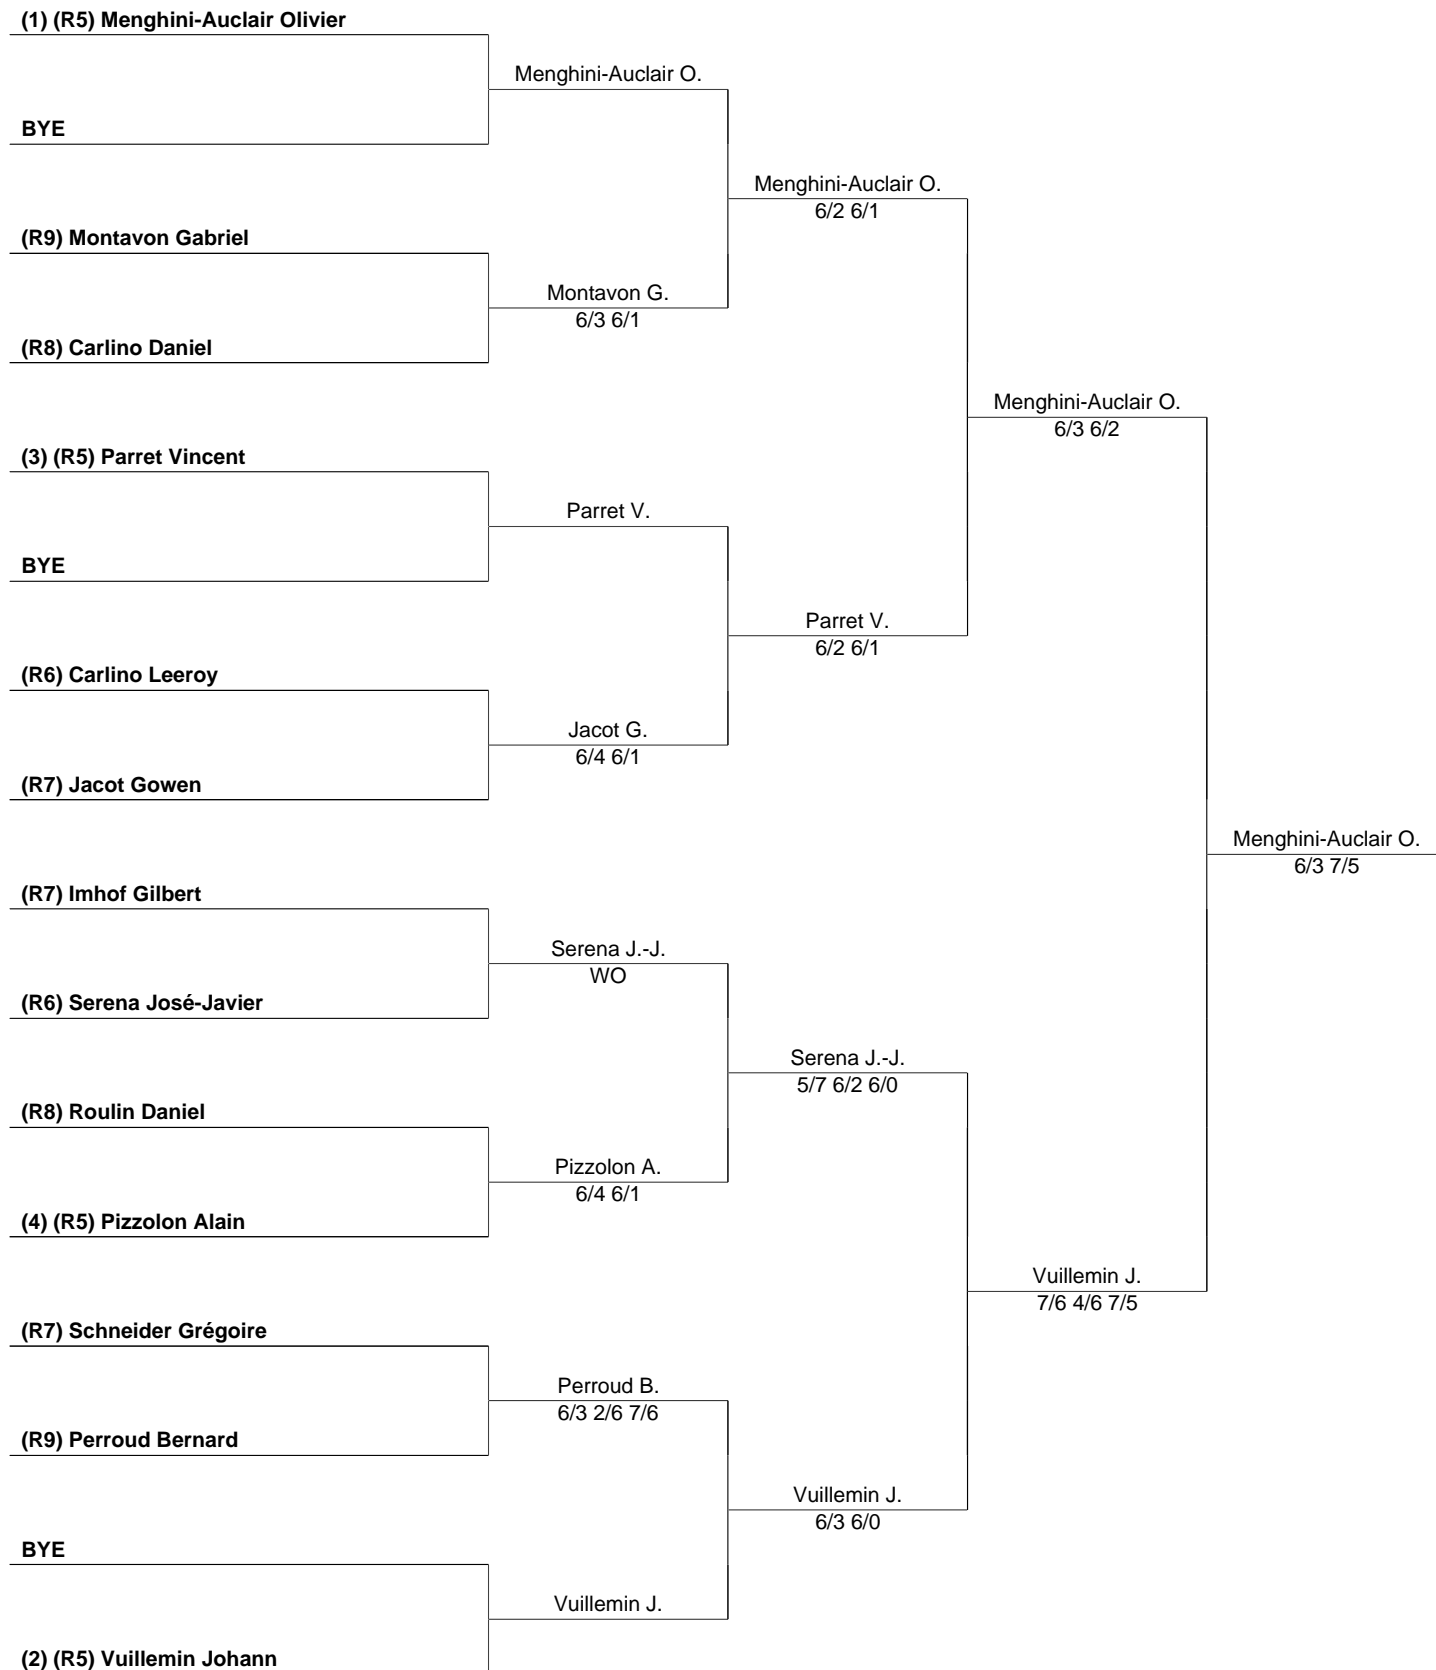 (1) (R5) Menghini-Auclair Olivier
Menghini-Auclair O.
BYE
Menghini-Auclair O.
6/2 6/1
(R9) Montavon Gabriel
Montavon G.
6/3 6/1
(R8) Carlino Daniel
Menghini-Auclair O.
6/3 6/2
(3) (R5) Parret Vincent
Parret V.
BYE
Parret V.
6/2 6/1
(R6) Carlino Leeroy
Jacot G.
6/4 6/1
(R7) Jacot Gowen
Menghini-Auclair O.
6/3 7/5
(R7) Imhof Gilbert
Serena J.-J.
WO
(R6) Serena José-Javier
Serena J.-J.
5/7 6/2 6/0
(R8) Roulin Daniel
Pizzolon A.
6/4 6/1
(4) (R5) Pizzolon Alain
Vuillemin J.
7/6 4/6 7/5
(R7) Schneider Grégoire
Perroud B.
6/3 2/6 7/6
(R9) Perroud Bernard
Vuillemin J.
6/3 6/0
BYE
Vuillemin J.
(2) (R5) Vuillemin Johann